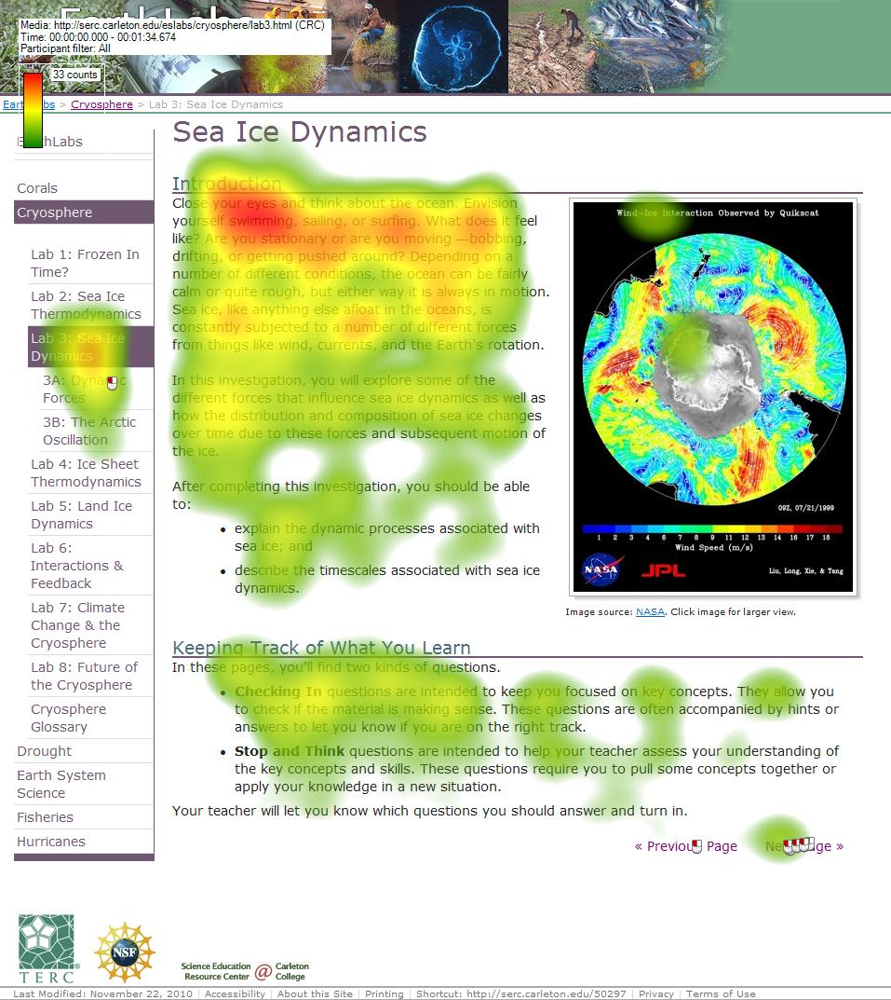 EarthLabs
Media: http://serc.carleton.edu/eslabs/cryosphere/lab3.html (CRC)
Time: 00:00:00.000 - 00:01:34.674
Participant filter: All
33 counts
EarthLabs > Cryosphere > Lab 3: Sea Ice Dynamics
EarthLabs
Corals
Cryosphere
Lab 1: Frozen In
Time?
Lab 2: Sea Ice
Thermodynamics
Lab 3: Sea Ice
Dynamics
3A: Dynamic
Forces
3B: The Arctic
Oscillation
Lab 4: Ice Sheet
Thermodynamics
Lab 5: Land Ice
Dynamics
Lab 6:
Interactions &
Feedback
Lab 7: Climate
Change & the
Cryosphere
Lab 8: Future of
the Cryosphere
Cryosphere
Glossary
Drought
Earth System
Science
Fisheries
Hurricanes
Sea Ice Dynamics
Introduction
Close your eyes and think about the ocean. Envision
yourself swimming, sailing, or surfing. What does it feel
like? Are you stationary or are you moving —bobbing,
drifting, or getting pushed around? Depending on a
number of different conditions, the ocean can be fairly
calm or quite rough, but either way it is always in motion.
Sea ice, like anything else afloat in the oceans, is
constantly subjected to a number of different forces
from things like wind, currents, and the Earth's rotation.
In this investigation, you will explore some of the
different forces that influence sea ice dynamics as well as
how the distribution and composition of sea ice changes
over time due to these forces and subsequent motion of
the ice.
After completing this investigation, you should be able
to:
• explain the dynamic processes associated with
sea ice; and
• describe the timescales associated with sea ice
dynamics.
Wind-Ice Interaction Observed by Quikscat
09Z, 07/21/1999
1 2 3 4 5 6 7 8 9 10 11 12 13 14 15 16 17 18
Wind Speed (m/s)
NASA JPL Liu, Long, Xie, & Tang
Image source: NASA. Click image for larger view.
Keeping Track of What You Learn
In these pages, you'll find two kinds of questions.
• Checking In questions are intended to keep you focused on key concepts. They allow you
to check if the material is making sense. These questions are often accompanied by hints or
answers to let you know if you are on the right track.
• Stop and Think questions are intended to help your teacher assess your understanding of
the key concepts and skills. These questions require you to pull some concepts together or
apply your knowledge in a new situation.
Your teacher will let you know which questions you should answer and turn in.
« Previous Page Next Page »
TERC
NSF
Science Education
Resource Center @ Carleton
College
Last Modified: November 22, 2010 | Accessibility | About this Site | Printing | Shortcut: http://serc.carleton.edu/50297 | Privacy | Terms of Use